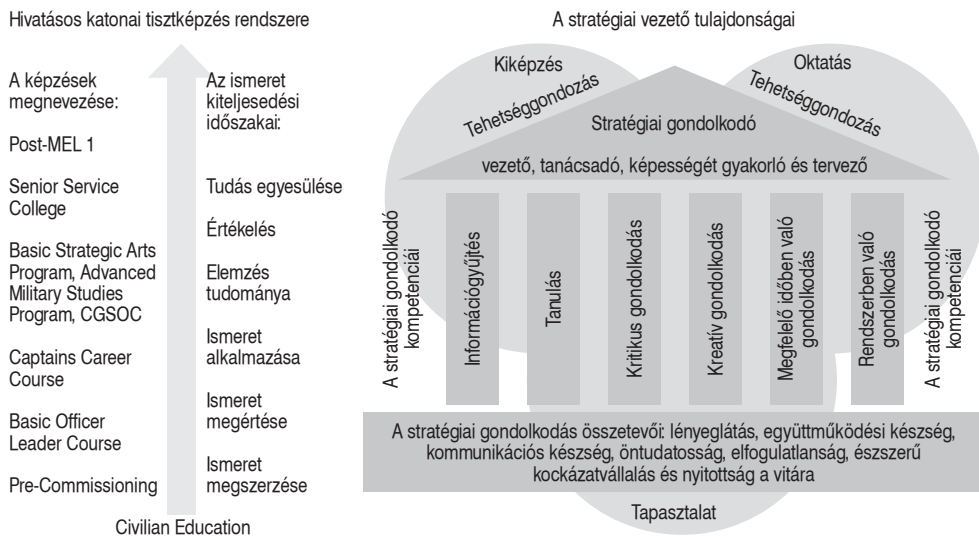 Hivatásos katonai tisztképzés rendszere
A képzések
megnevezése:
Post-MEL 1
Senior Service
College
Basic Strategic Arts
Program, Advanced
Military Studies
Program, CGSOC
Captains Career
Course
Basic Officer
Leader Course
Pre-Commissioning
Az ismeret
kiteljesedési
időszakai:
Tudás egyesülése
Értékelés
Elemzés
tudománya
Ismeret
alkalmazása
Ismeret
megértése
Ismeret
megszerzése
Civilian Education
A stratégiai vezető tulajdonságai
Kiképzés
Tehetséggondozás
Oktatás
Tehetséggondozás
Stratégiai gondolkodó
vezető, tanácsadó, képességét gyakorló és tervező
A stratégiai gondolkodó
kompetenciái
Információgyűjtés
Tanulás
Kritikus gondolkodás
Kreatív gondolkodás
Megfelelő időben való
gondolkodás
Rendszerben való
gondolkodás
A stratégiai gondolkodó
kompetenciái
A stratégiai gondolkodás összetevői: lényeglátás, együttműködési készség,
kommunikációs készség, öntudatosság, elfogulatlanság, észszerű
kockázatvállalás és nyitottság a vitára
Tapasztalat